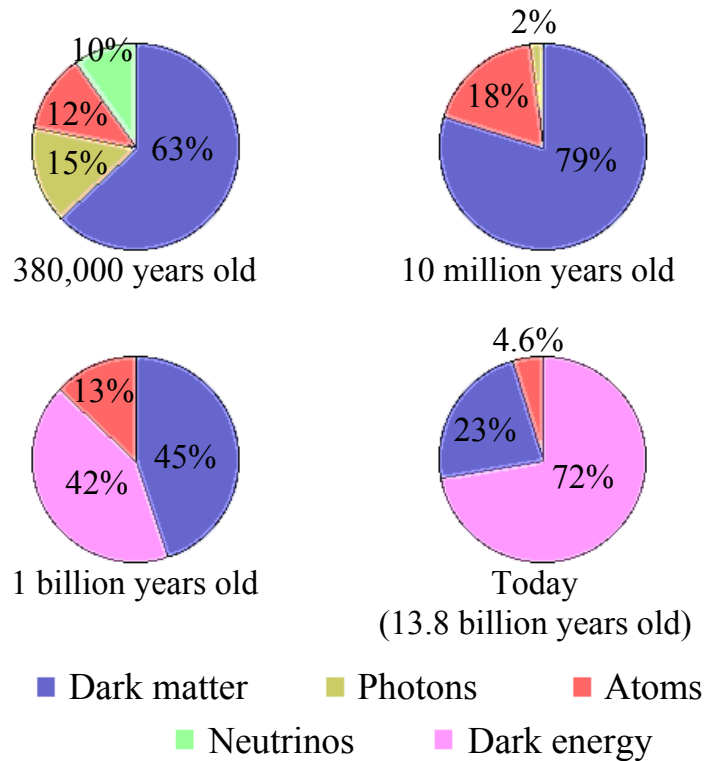 10%
12%
15%
63%
380,000 years old
2%
18%
79%
10 million years old
13%
42%
45%
1 billion years old
4.6%
23%
72%
Today
(13.8 billion years old)
Dark matter Photons Atoms
Neutrinos Dark energy